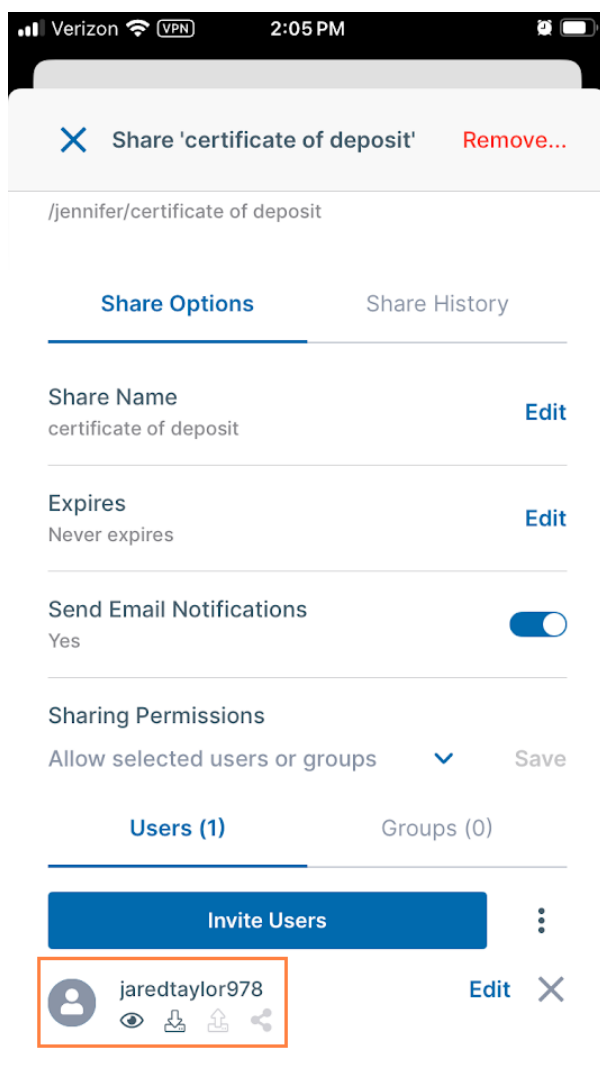 Verizon VPN 2:05 PM
Share 'certificate of deposit' Remove...
/jennifer/certificate of deposit
Share Options Share History
Share Name
certificate of deposit
Edit
Expires
Never expires
Edit
Send Email Notifications
Yes
Sharing Permissions
Allow selected users or groups Save
Users (1) Groups (0)
Invite Users
jaredtaylor978
Edit